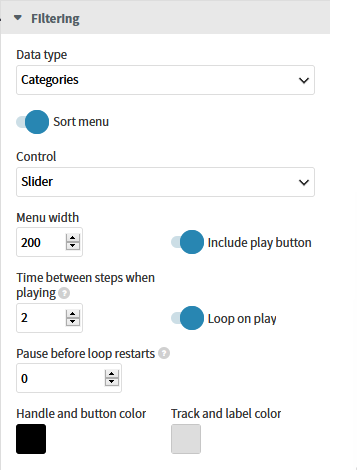 Filtering
Data type
Categories
Sort menu
Control
Slider
Menu width
200
Include play button
Time between steps when
playing ?
2
Loop on play
Pause before loop restarts ?
0
Handle and button color
Track and label color